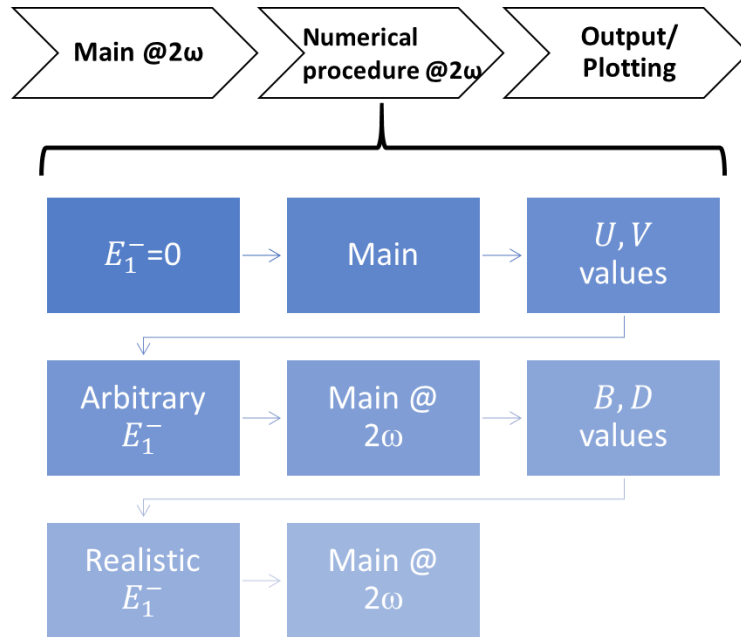 Main @2ω
Numerical
procedure @2ω
Output/
Plotting
E₁⁻=0
Main
U, V
values
Arbitrary
E₁⁻
Main @
2ω
B, D
values
Realistic
E₁⁻
Main @
2ω